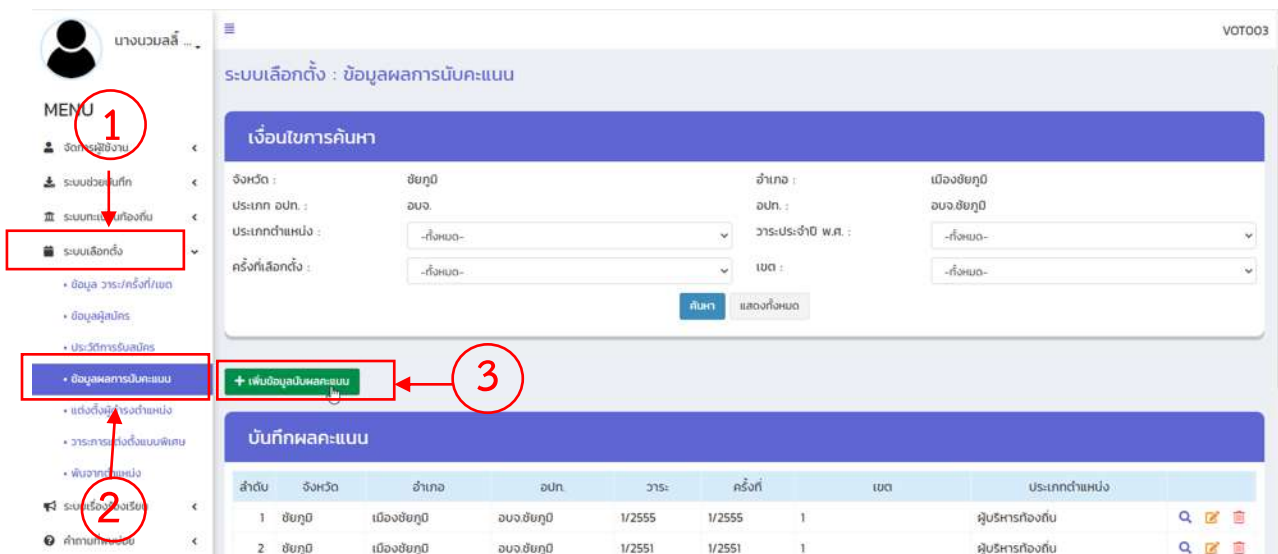 นางนวมลลิ์ ...
VOT003
ระบบเลือกตั้ง : ข้อมูลผลการนับคะแนน
MENU
1
จัดการผู้ใช้งาน
ระบบช่วยบันทึก
ระบบทะเบียนท้องถิ่น
ระบบเลือกตั้ง
• ข้อมูล วาระ/ครั้งที่/เขต
• ข้อมูลผู้สมัคร
• ประวัติการรับสมัคร
• ข้อมูลผลการนับคะแนน
• แต่งตั้งผู้ดำรงตำแหน่ง
• วาระการแต่งตั้งแบบพิเศษ
• พ้นจากตำแหน่ง
2
ระบบเรื่องร้องเรียน
คำถามที่พบบ่อย
เงื่อนไขการค้นหา
จังหวัด : ชัยภูมิ อำเภอ : เมืองชัยภูมิ
ประเภท อปท. : อบจ. อปท. : อบจ.ชัยภูมิ
ประเภทตำแหน่ง : -ทั้งหมด- วาระประจำปี พ.ศ. : -ทั้งหมด-
ครั้งที่เลือกตั้ง : -ทั้งหมด- เขต : -ทั้งหมด-
ค้นหา แสดงทั้งหมด
+ เพิ่มข้อมูลนับผลคะแนน
3
บันทึกผลคะแนน
ลำดับ จังหวัด อำเภอ อปท. วาระ ครั้งที่ เขต ประเภทตำแหน่ง
1 ชัยภูมิ เมืองชัยภูมิ อบจ.ชัยภูมิ 1/2555 1/2555 1 ผู้บริหารท้องถิ่น
2 ชัยภูมิ เมืองชัยภูมิ อบจ.ชัยภูมิ 1/2551 1/2551 1 ผู้บริหารท้องถิ่น